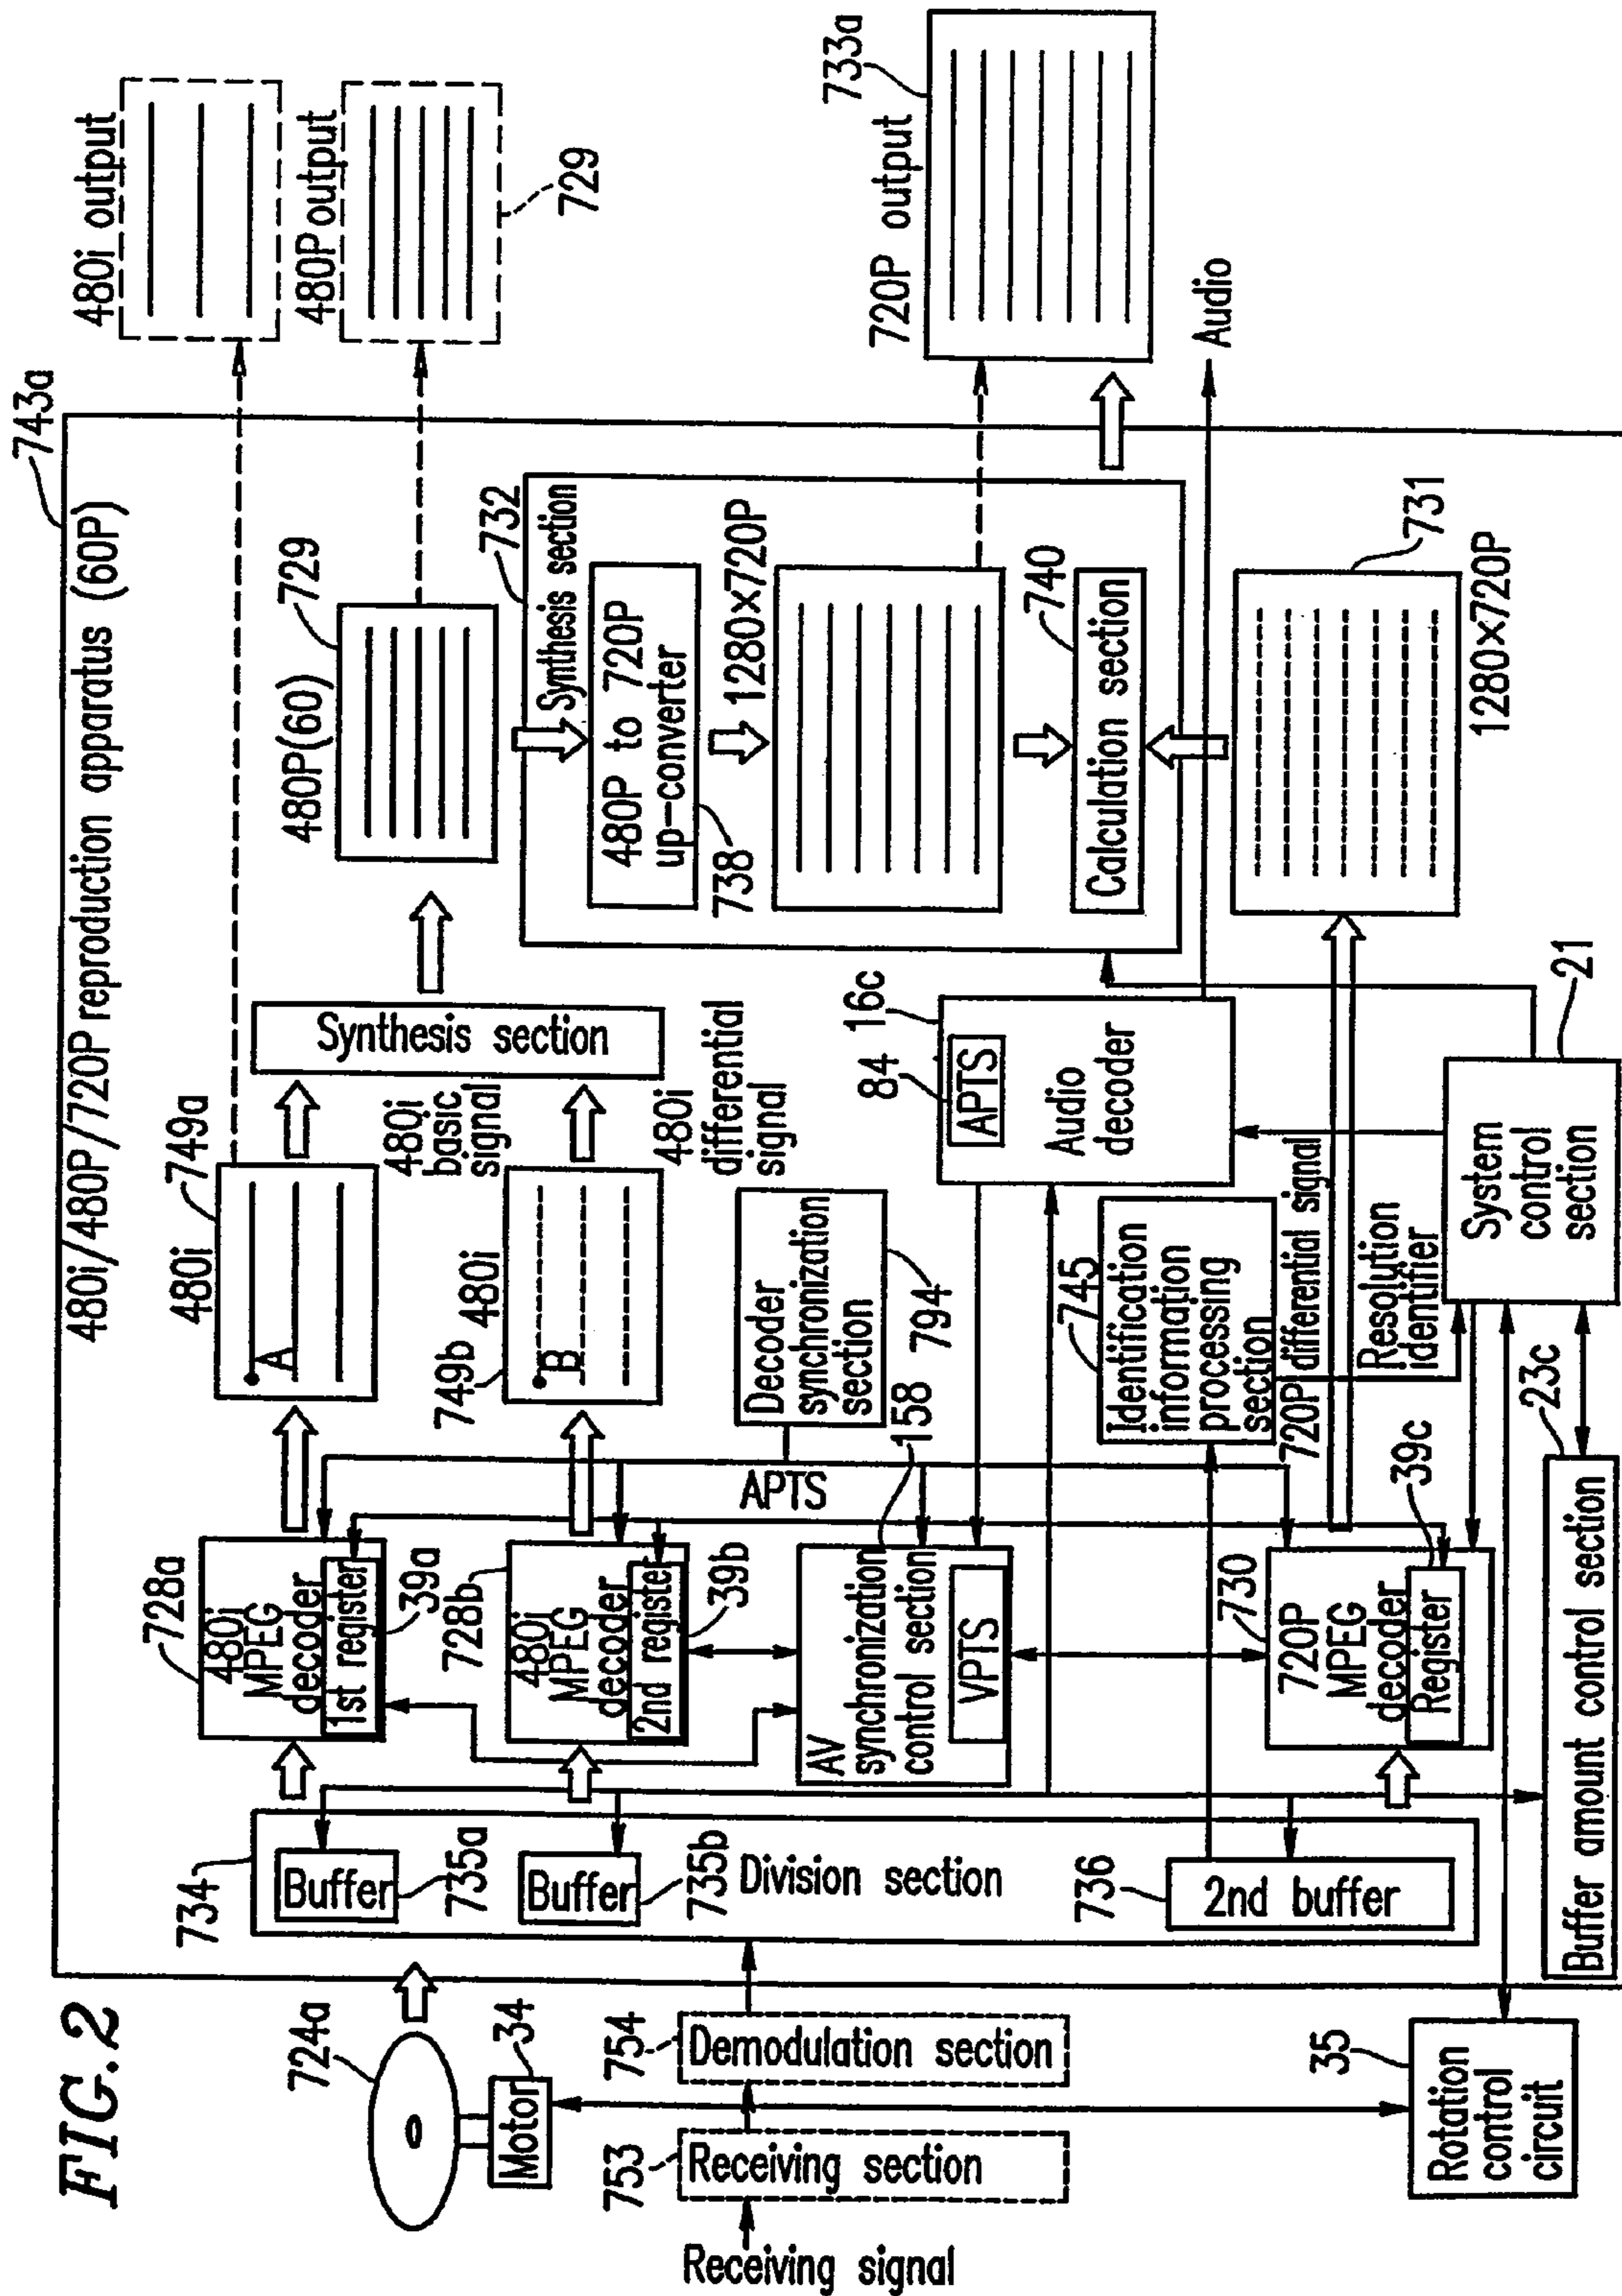 FIG.2
480i/480P/720P reproduction apparatus (60P)
743a
724a
34
Motor
753
Receiving section
Receiving signal
754
Demodulation section
35
Rotation
control
circuit
734
Buffer
735a
Buffer
735b
Division section
736
2nd buffer
728a
480i
MPEG
decoder
1st register
39a
728b
480i
MPEG
decoder
2nd register
39b
APTS
AV
synchronization
control section
158
VPTS
730
720P
MPEG
decoder
Register
39c
Buffer amount control section
23c
749a
480i
A
480i
basic
signal
749b
480i
B
480i
differential
signal
Decoder
synchronization
section
794
745
Identification
information
processing
section
720P differential signal
Resolution
identifier
16c
84
APTS
Audio
decoder
System
control
section
21
Synthesis section
480P(60)
729
732
Synthesis section
480P to 720P
up-converter
738
1280×720P
740
Calculation section
731
1280×720P
480i output
480P output
729
720P output
733a
Audio